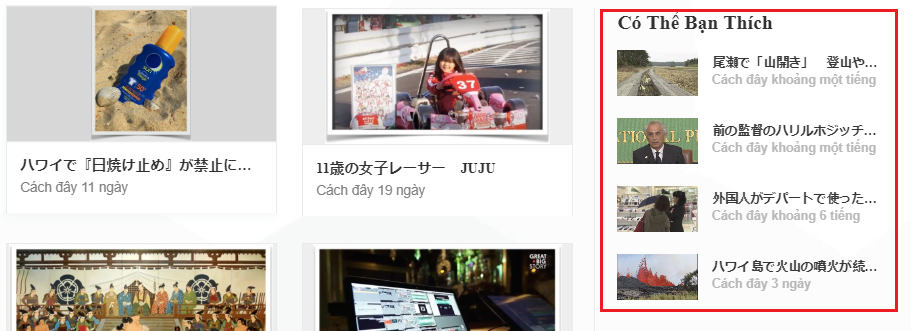 ハワイで『日焼け止め』が禁止に…
Cách đây 11 ngày
11歳の女子レーサー　JUJU
Cách đây 19 ngày
37
GREAT
BIG
STORY
Có Thể Bạn Thích
尾瀬で「山開き」　登山や…
Cách đây khoảng một tiếng
前の監督のハリルホジッチ…
Cách đây khoảng một tiếng
外国人がデパートで使った…
Cách đây khoảng 6 tiếng
ハワイ島で火山の噴火が続…
Cách đây 3 ngày